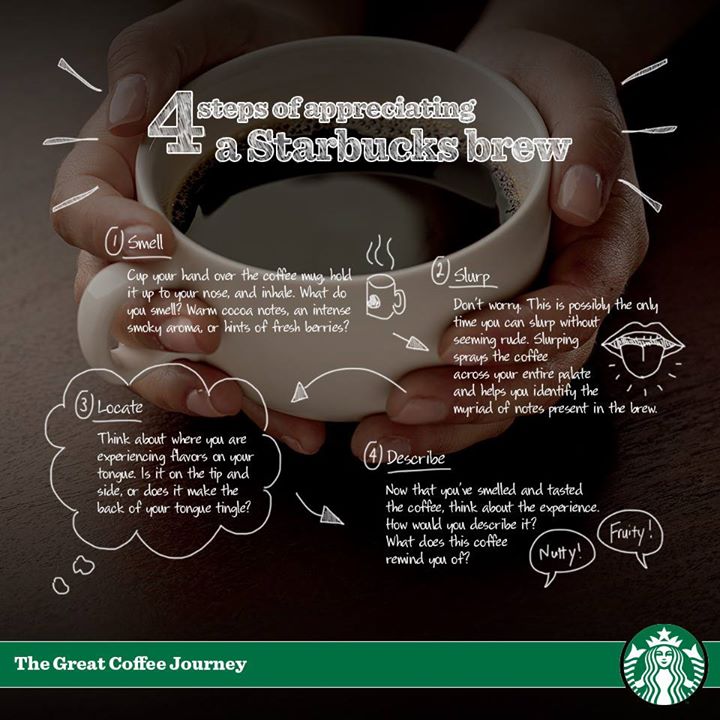 4 steps of appreciating
a Starbucks brew
1 Smell
Cup your hand over the coffee mug, hold
it up to your nose, and inhale. What do
you smell? Warm cocoa notes, an intense
smoky aroma, or hints of fresh berries?
2 Slurp
Don't worry. This is possibly the only
time you can slurp without
seeming rude. Slurping
sprays the coffee
across your entire palate
and helps you identify the
myriad of notes present in the brew.
3 Locate
Think about where you are
experiencing flavors on your
tongue. Is it on the tip and
side, or does it make the
back of your tongue tingle?
4 Describe
Now that you've smelled and tasted
the coffee, think about the experience.
How would you describe it?
What does this coffee
remind you of?
Nutty!
Fruity!
The Great Coffee Journey